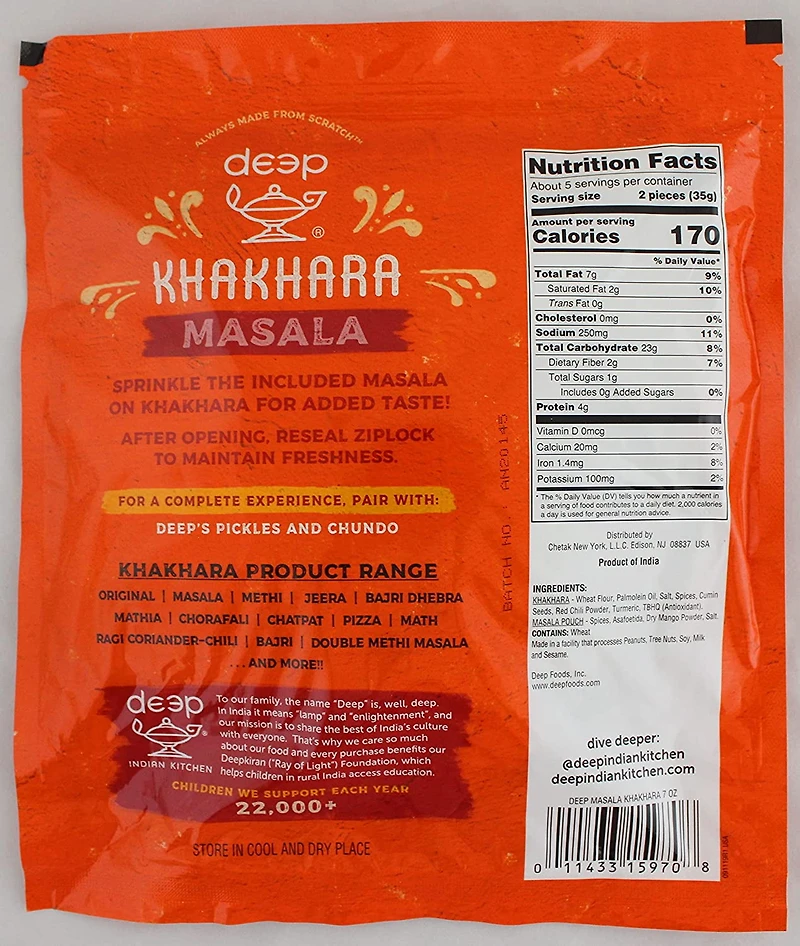 ALWAYS MADE FROM SCRATCH™
deep
®
KHAKHARA
MASALA
SPRINKLE THE INCLUDED MASALA
ON KHAKHARA FOR ADDED TASTE!
AFTER OPENING, RESEAL ZIPLOCK
TO MAINTAIN FRESHNESS.
FOR A COMPLETE EXPERIENCE, PAIR WITH:
DEEP'S PICKLES AND CHUNDO
KHAKHARA PRODUCT RANGE
ORIGINAL | MASALA | METHI | JEERA | BAJRI DHEBRA
MATHIA | CHORAFALI | CHATPAT | PIZZA | MATH
RAGI CORIANDER-CHILI | BAJRI | DOUBLE METHI MASALA
...AND MORE!!
deep
®
INDIAN KITCHEN
To our family, the name "Deep" is, well, deep.
In India it means "lamp" and "enlightenment", and
our mission is to share the best of India's culture
with everyone. That's why we care so much
about our food and every purchase benefits our
Deepkiran ("Ray of Light") Foundation, which
helps children in rural India access education.
CHILDREN WE SUPPORT EACH YEAR
22,000+
STORE IN COOL AND DRY PLACE
BATCH NO.: AN20145
Nutrition Facts
About 5 servings per container
Serving size 2 pieces (35g)
Amount per serving
Calories 170
% Daily Value*
Total Fat 7g 9%
Saturated Fat 2g 10%
Trans Fat 0g
Cholesterol 0mg 0%
Sodium 250mg 11%
Total Carbohydrate 23g 8%
Dietary Fiber 2g 7%
Total Sugars 1g
Includes 0g Added Sugars 0%
Protein 4g
Vitamin D 0mcg 0%
Calcium 20mg 2%
Iron 1.4mg 8%
Potassium 100mg 2%
* The % Daily Value (DV) tells you how much a nutrient in
a serving of food contributes to a daily diet. 2,000 calories
a day is used for general nutrition advice.
Distributed by
Chetak New York, L.L.C. Edison, NJ 08837 USA
Product of India
INGREDIENTS:
KHAKHARA - Wheat Flour, Palmolein Oil, Salt, Spices, Cumin
Seeds, Red Chili Powder, Turmeric, TBHQ (Antioxidant).
MASALA POUCH - Spices, Asafoetida, Dry Mango Powder, Salt.
CONTAINS: Wheat
Made in a facility that processes Peanuts, Tree Nuts, Soy, Milk
and Sesame.
Deep Foods, Inc.
www.deepfoods.com
dive deeper:
@deepindiankitchen
deepindiankitchen.com
DEEP MASALA KHAKHARA 7 OZ
0 11433 15970 8